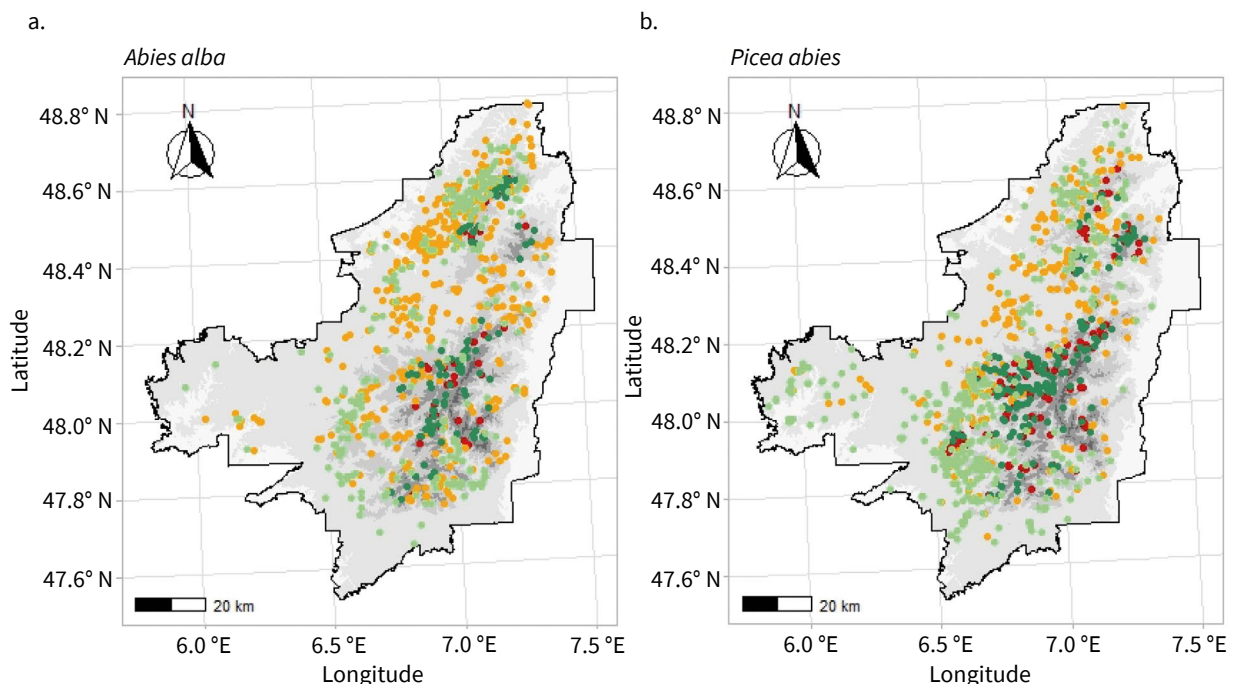 a.
Abies alba
N
48.8° N
48.6° N
48.4° N
48.2° N
48.0° N
47.8° N
47.6° N
Latitude
20 km
6.0 °E
6.5 °E
7.0 °E
7.5 °E
Longitude
b.
Picea abies
N
48.8° N
48.6° N
48.4° N
48.2° N
48.0° N
47.8° N
47.6° N
Latitude
20 km
6.0 °E
6.5 °E
7.0 °E
7.5 °E
Longitude